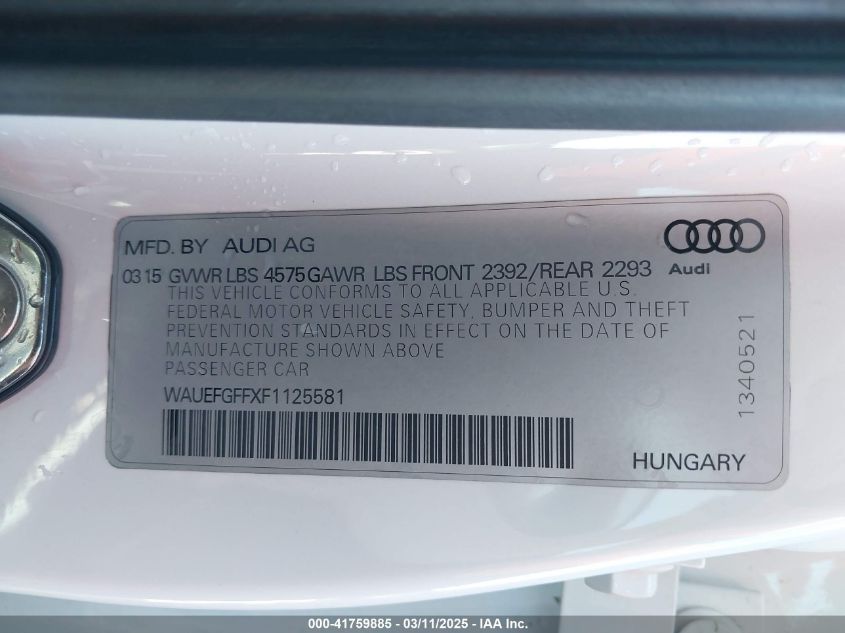 MFD. BY AUDI AG
03 15 GVWR LBS 4575 GAWR LBS FRONT 2392/REAR 2293
Audi
THIS VEHICLE CONFORMS TO ALL APPLICABLE U.S.
FEDERAL MOTOR VEHICLE SAFETY, BUMPER AND THEFT
PREVENTION STANDARDS IN EFFECT ON THE DATE OF
MANUFACTURE SHOWN ABOVE
PASSENGER CAR
WAUEFGFFXF1125581
1340521
HUNGARY
000-41759885 - 03/11/2025 - IAA Inc.